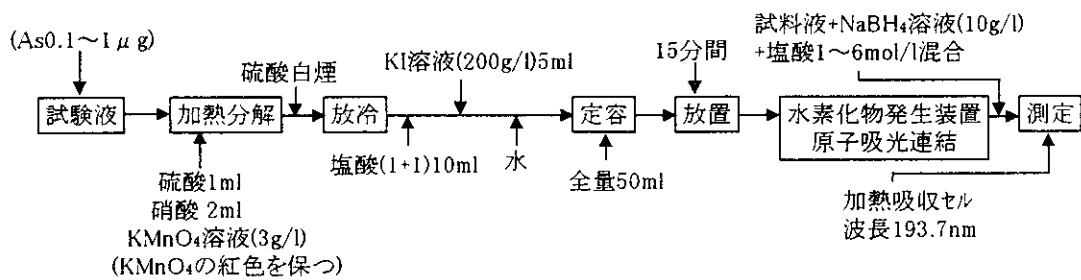 (As0.1～1μg)
試験液
加熱分解
硫酸1ml
硝酸 2ml
KMnO₄溶液(3g/l)
(KMnO₄の紅色を保つ)
硫酸白煙
放冷
塩酸(1+1)10ml
KI溶液(200g/l)5ml
水
定容
全量50ml
15分間
放置
水素化物発生装置
原子吸光連結
試料液+NaBH₄溶液(10g/l)
+塩酸1～6mol/l混合
測定
加熱吸収セル
波長193.7nm